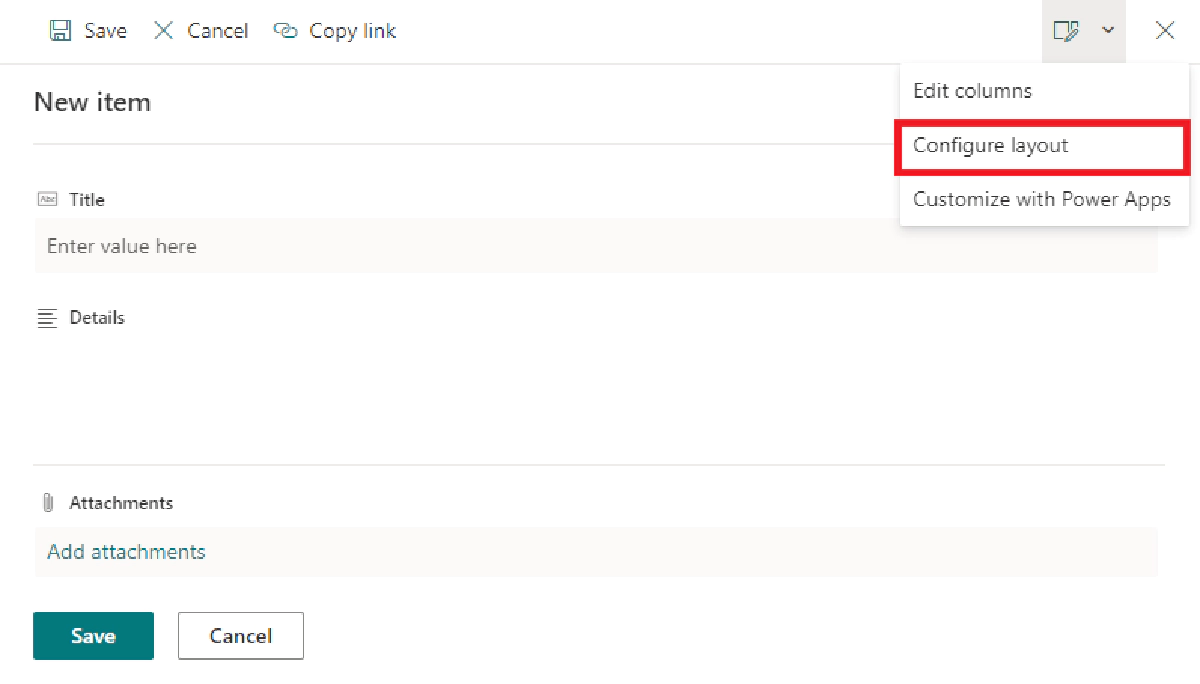 Save Cancel Copy link
Edit columns
New item
Configure layout
Customize with Power Apps
Abc Title
Enter value here
Details
Attachments
Add attachments
Save Cancel